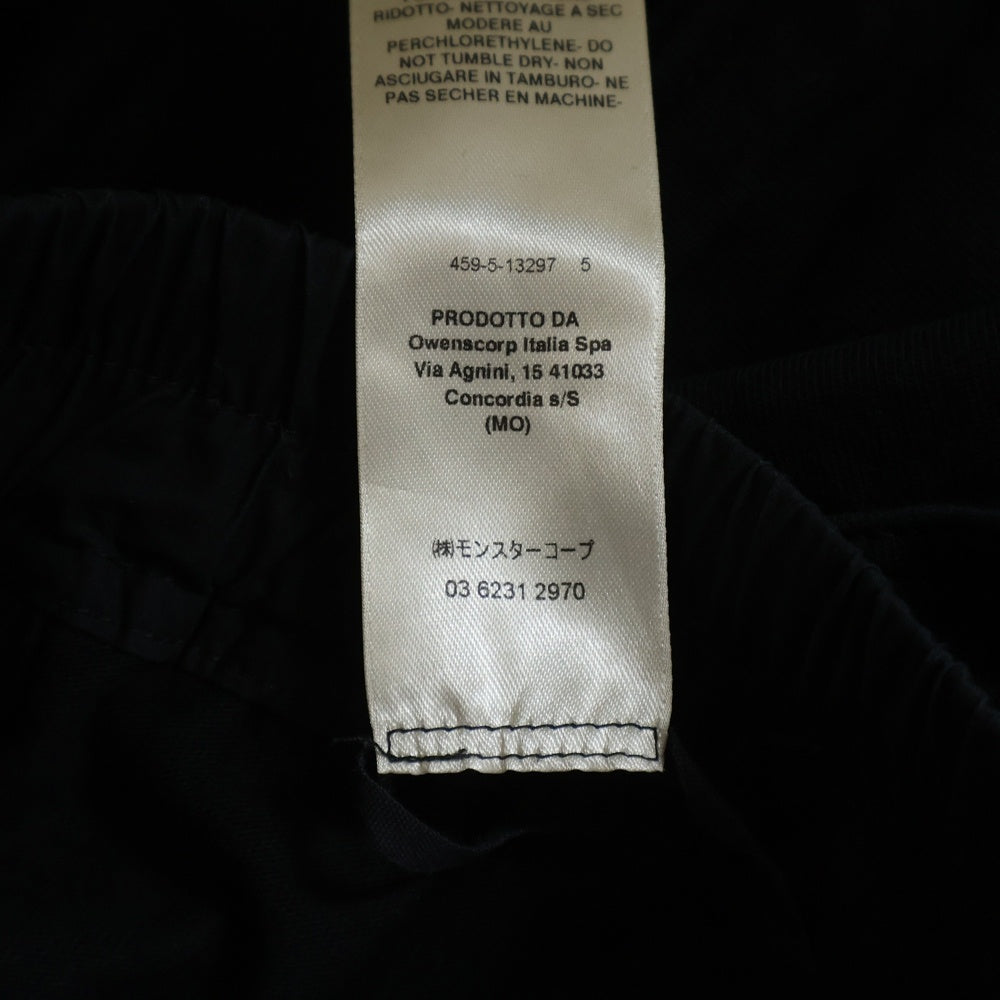 RIDOTTO- NETTOYAGE A SEC
MODERE AU
PERCHLORETHYLENE- DO
NOT TUMBLE DRY- NON
ASCIUGARE IN TAMBURO- NE
PAS SECHER EN MACHINE-
459-5-13297 5
PRODOTTO DA
Owenscorp Italia Spa
Via Agnini, 15 41033
Concordia s/S
(MO)
㈱モンスターコープ
03 6231 2970